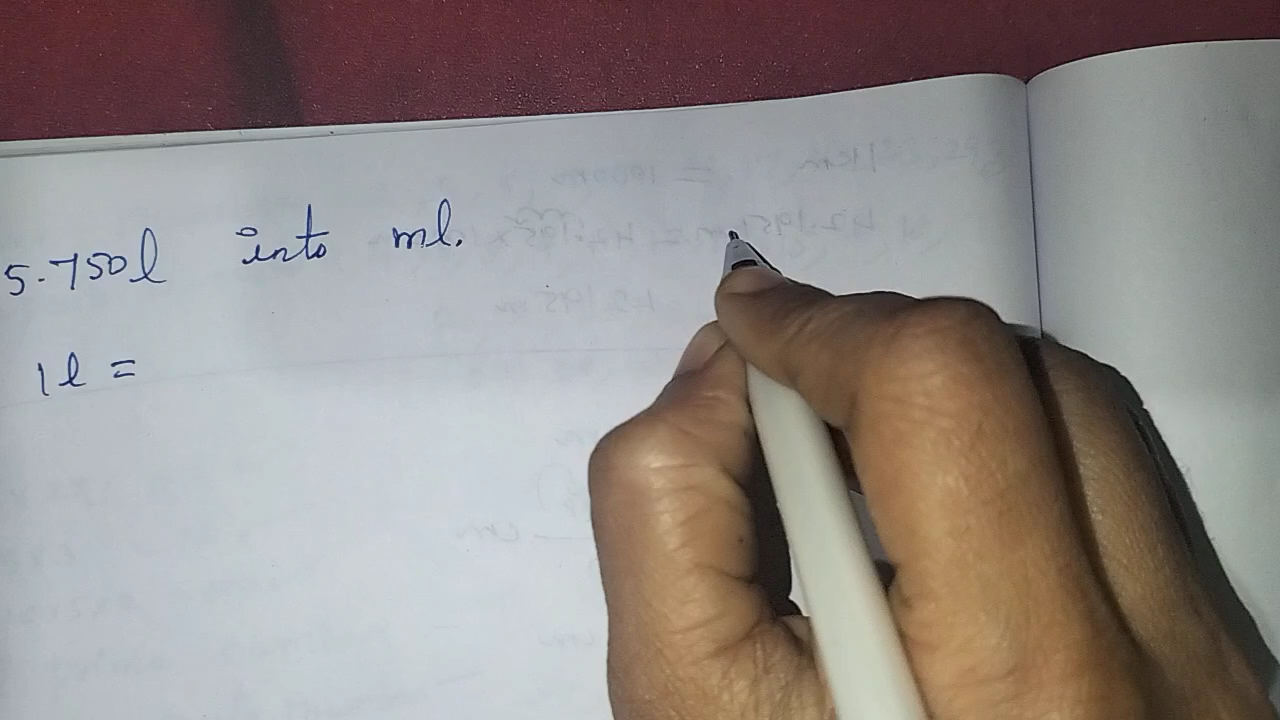 5.750l into ml.
1l =